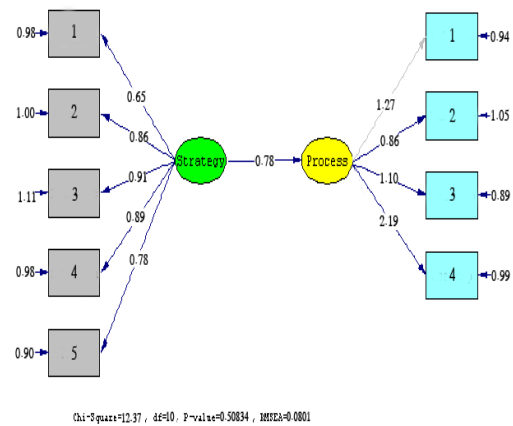 0.98 1 1 0.94
0.65 1.27
1.00 2 2 1.05
0.86 0.86
Strategy 0.78 Process
1.11 3 0.91 1.10 3 0.89
0.89 2.19
0.98 4 4 0.99
0.78
0.90 5
Chi-Square=12.37 , df=10, P-value=0.50834 , RMSEA=0.0801